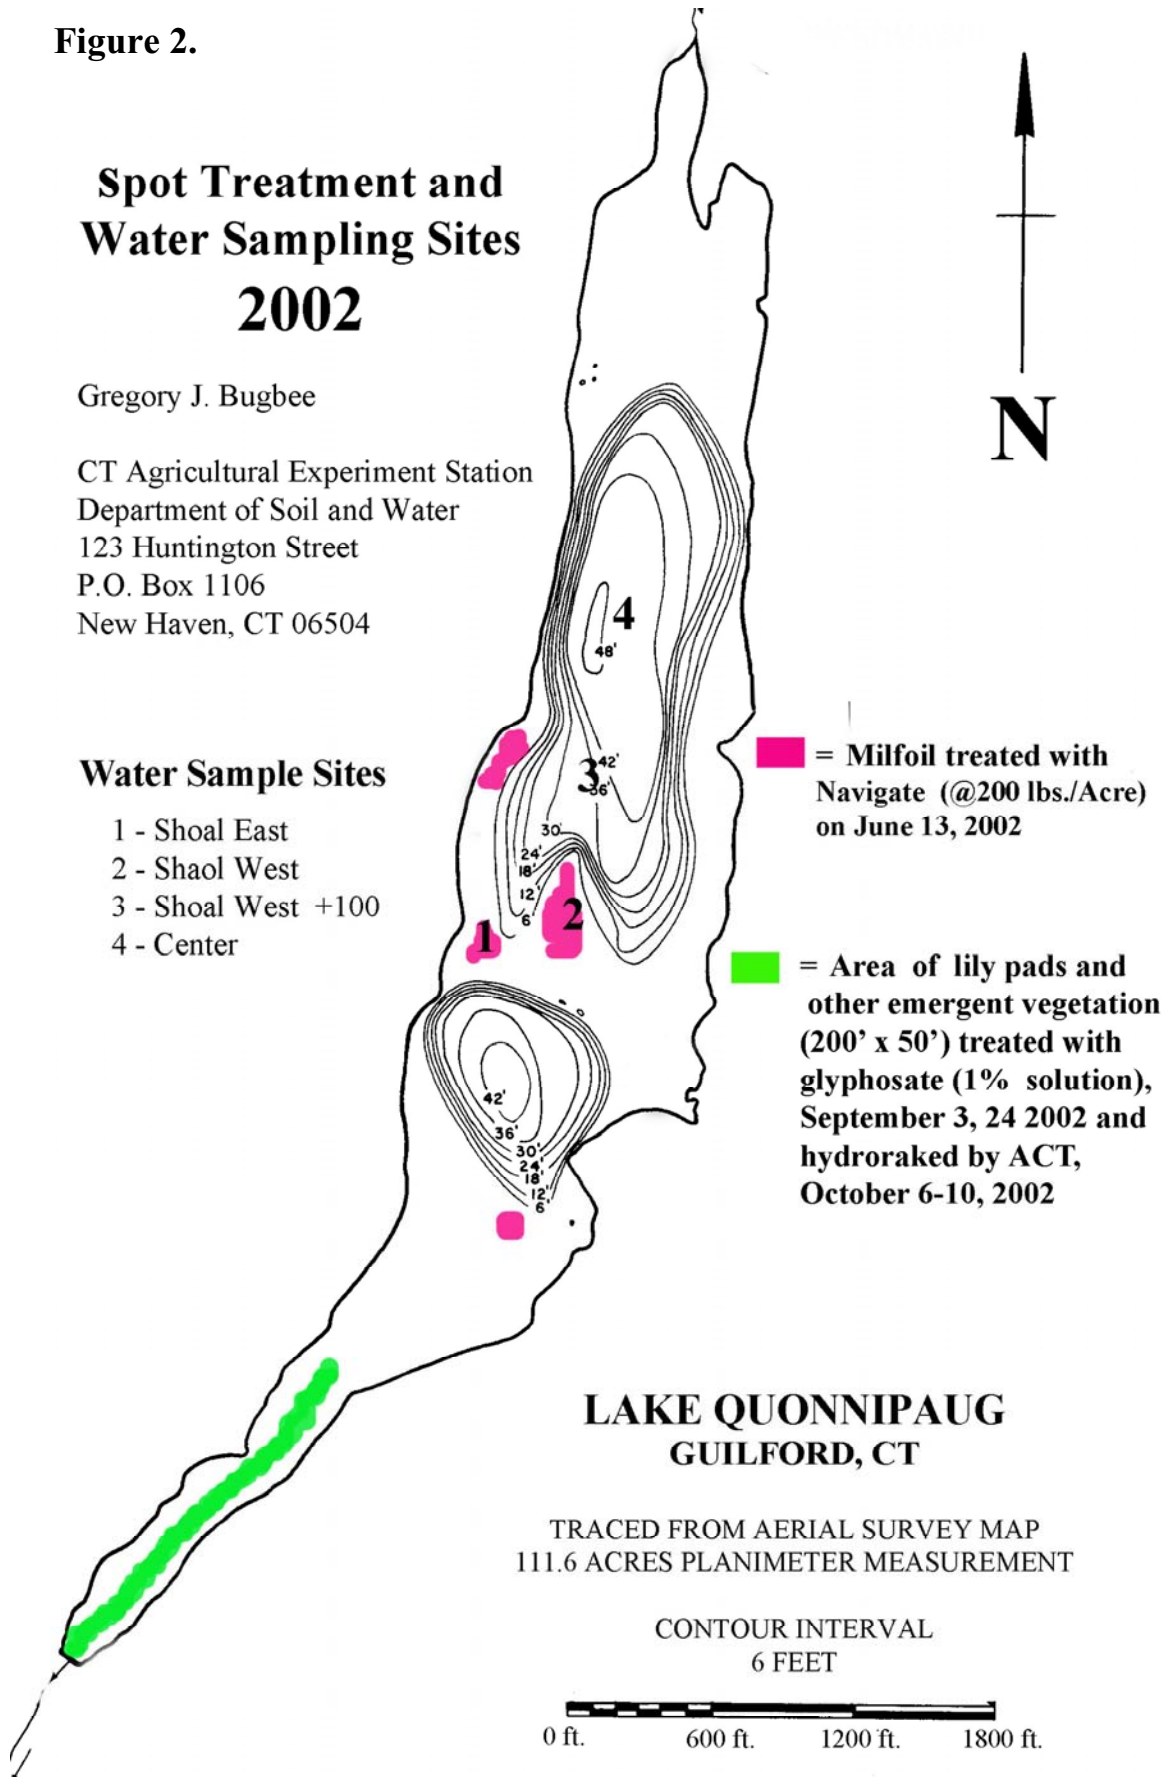 Figure 2.
Spot Treatment and
Water Sampling Sites
2002
Gregory J. Bugbee
CT Agricultural Experiment Station
Department of Soil and Water
123 Huntington Street
P.O. Box 1106
New Haven, CT 06504
N
4
48'
Water Sample Sites
1 - Shoal East
2 - Shaol West
3 - Shoal West +100
4 - Center
3
42'
36'
30'
24'
18'
12'
6'
1
2
= Milfoil treated with
Navigate (@200 lbs./Acre)
on June 13, 2002
= Area of lily pads and
other emergent vegetation
(200’ x 50’) treated with
glyphosate (1% solution),
September 3, 24 2002 and
hydroraked by ACT,
October 6-10, 2002
42'
36'
30'
24'
18'
12'
6'
LAKE QUONNIPAUG
GUILFORD, CT
TRACED FROM AERIAL SURVEY MAP
111.6 ACRES PLANIMETER MEASUREMENT
CONTOUR INTERVAL
6 FEET
0 ft. 600 ft. 1200 ft. 1800 ft.